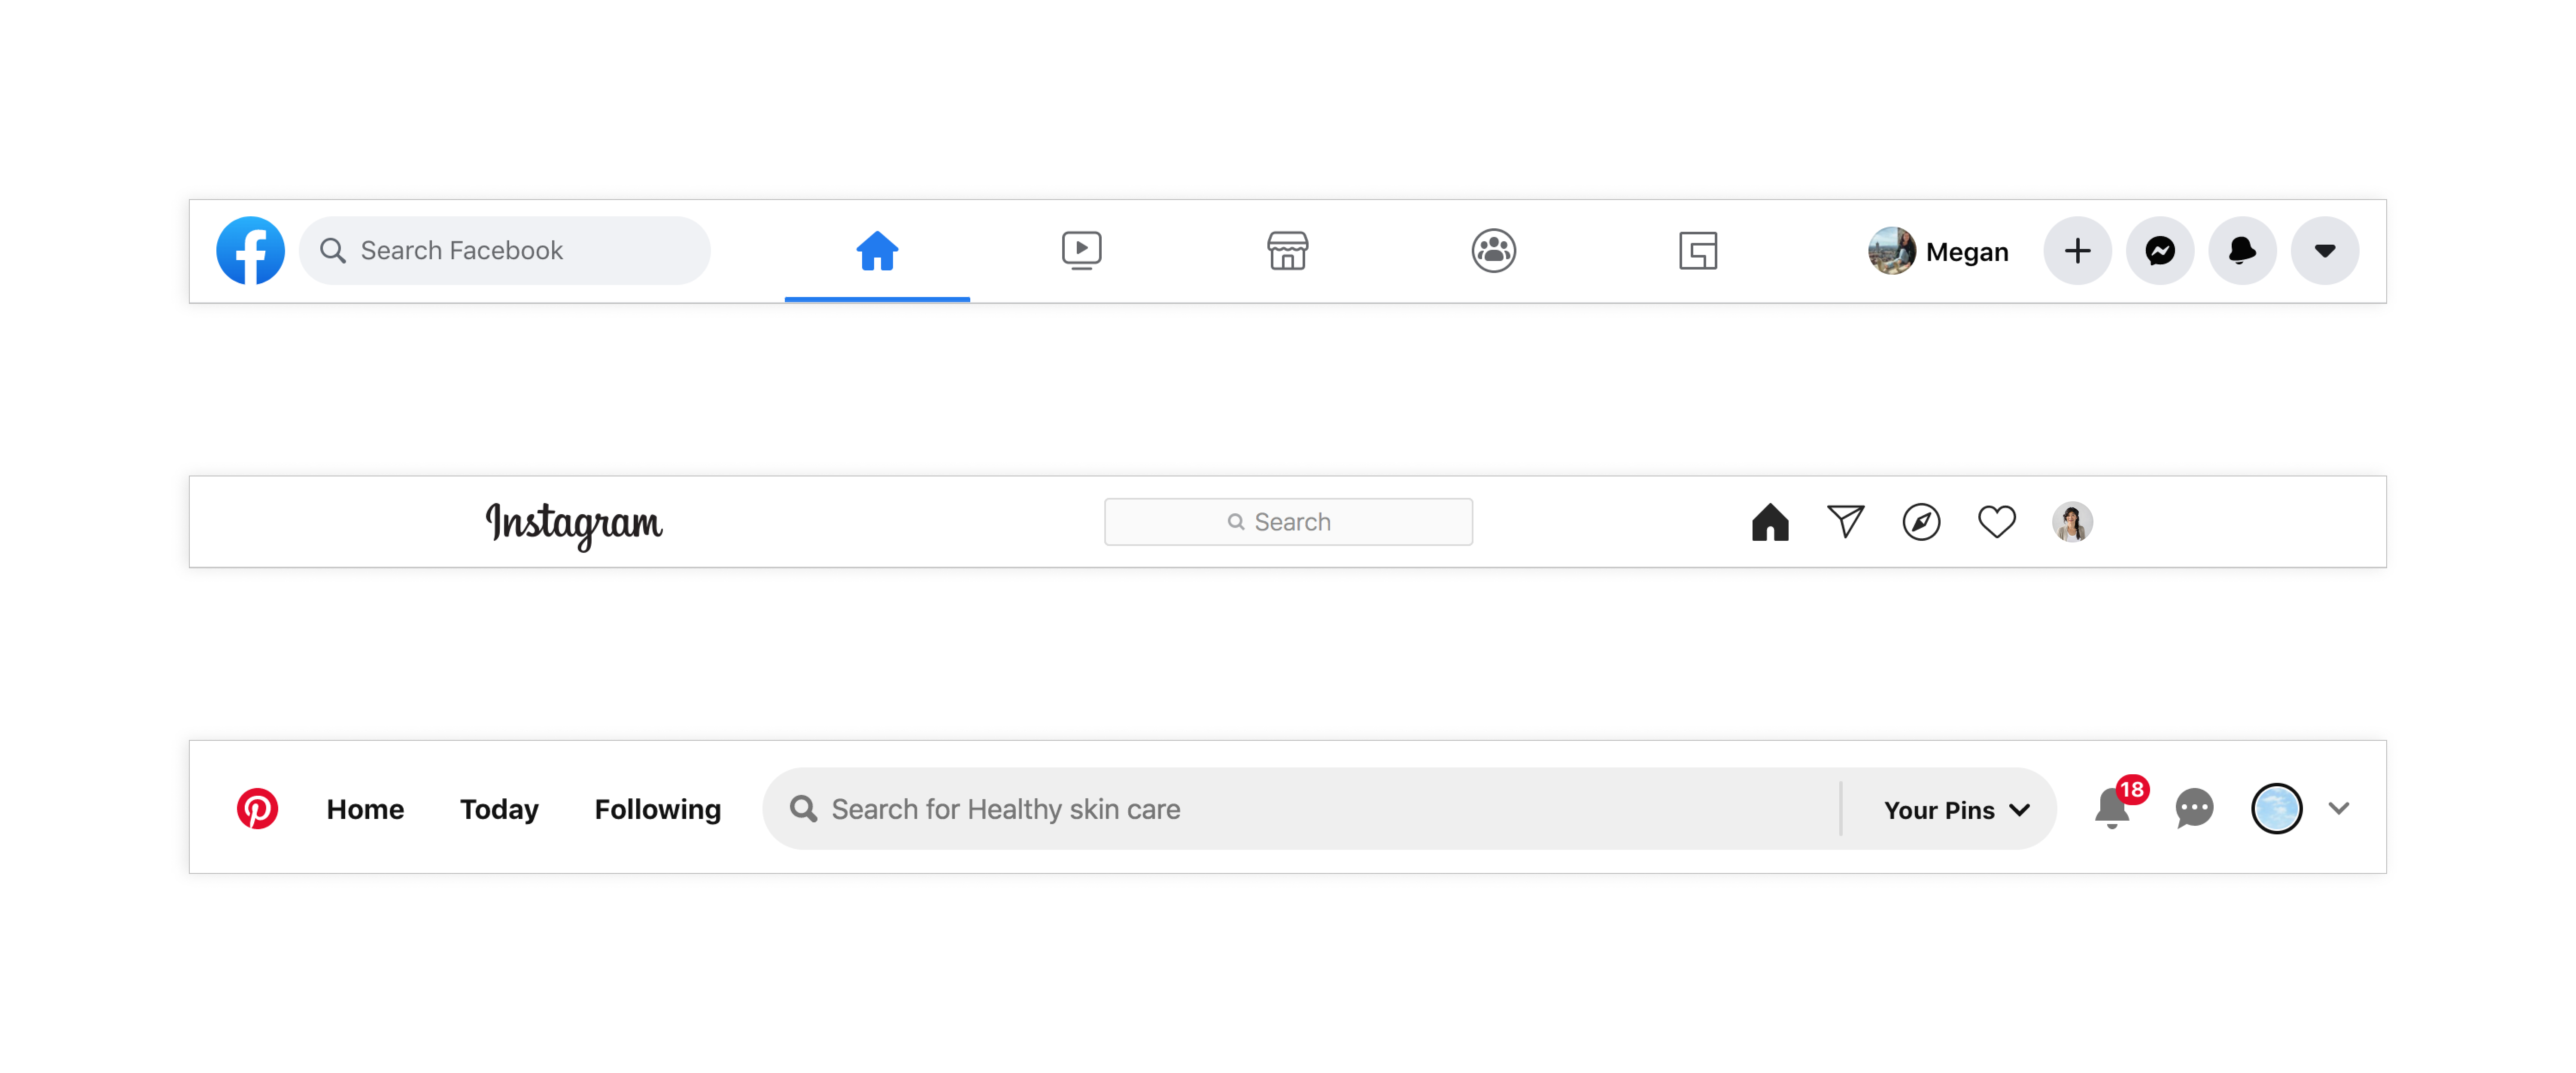 Search Facebook Megan
Instagram Search
Home Today Following Search for Healthy skin care Your Pins 18